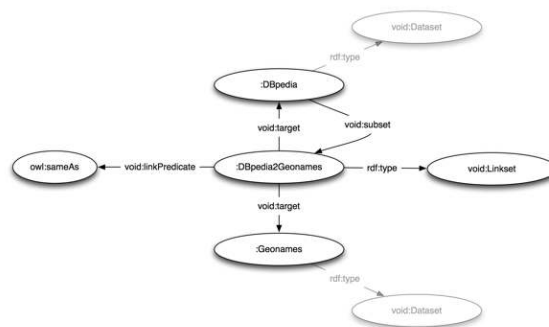 void:Dataset
rdf:type
:DBpedia
void:target
void:subset
owl:sameAs
void:linkPredicate
:DBpedia2Geonames
rdf:type
void:Linkset
void:target
:Geonames
rdf:type
void:Dataset